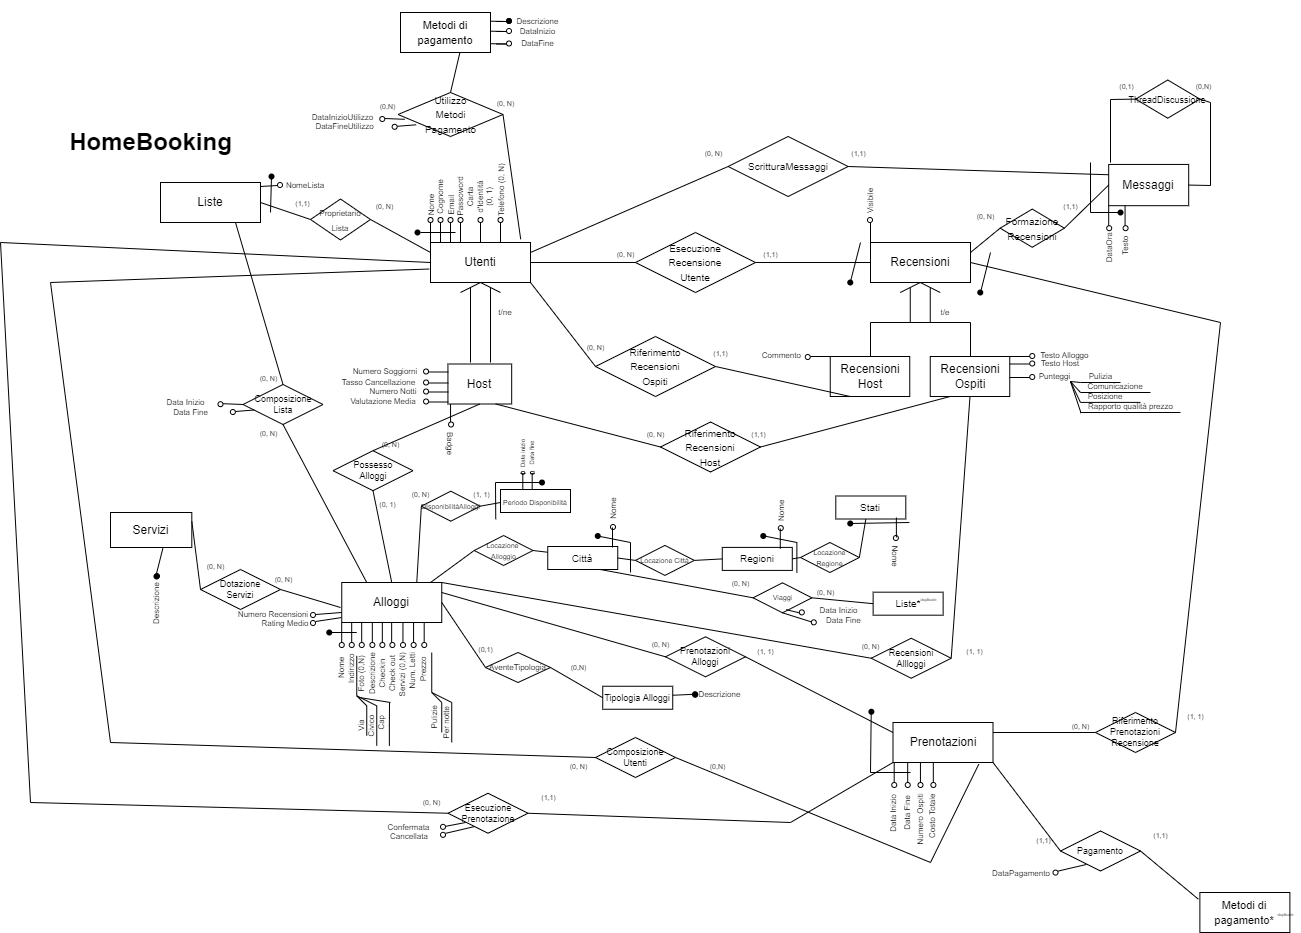 Metodi di
pagamento
Descrizione
DataInizio
DataFine
(0,N)
Utilizzo
Metodi
Pagamento
(0, N)
DataInizioUtilizzo
DataFineUtilizzo
(0,1)
(0,N)
ThreadDiscussione
HomeBooking
Liste
NomeLista
(1,1)
Proprietario
Lista
(0, N)
Nome
Cognome
Email
Passoword
Carta
d'Identità
(0, 1)
Telefono (0, N)
Utenti
(0, N)
ScritturaMessaggi
(1,1)
Messaggi
DataOra
Testo
(0, N)
Formazione
Recensioni
(1,1)
Visibile
(0, N)
Esecuzione
Recensione
Utente
(1,1)
Recensioni
t/ne
t/e
(0, N)
Riferimento
Recensioni
Ospiti
(1,1)
Commento
Recensioni
Host
Recensioni
Ospiti
Testo Alloggo
Testo Host
Punteggi
Pulizia
Comunicazione
Posizione
Rapporto qualità prezzo
Numero Soggiorni
Tasso Cancellazione
Numero Notti
Valutazione Media
Host
Badge
(0, N)
Composizione
Lista
(0, N)
Data Inizio
Data Fine
(0, N)
Possesso
Alloggi
(0, 1)
(0, N)
Riferimento
Recensioni
Host
(1,1)
Data inizio
Data fine
(0, N)
DisponibilitàAlloggi
(1, 1)
Periodo Disponibilità
Servizi
Descrizione
(0, N)
Dotazione
Servizi
(0, N)
Locazione
Alloggio
Nome
Città
Locazione Città
Nome
Regioni
Locazione
Regione
Stati
Nome
(0, N)
Viaggi
(0, N)
Data Inizio
Data Fine
Liste*
duplicate
Alloggi
Numero Recensioni
Rating Medio
Nome
Indirizzo
Foto (0,N)
Descrizione
Checkin
Check out
Servizi (0,N)
Num. Letti
Prezzo
Via
Civico
Cap
Pulizie
Per notte
(0,1)
AventeTipologia
(0,N)
Tipologia Alloggi
Descrizione
(0, N)
Prenotazioni
Alloggi
(1, 1)
(0, N)
Recensioni
Allloggi
(1, 1)
Prenotazioni
Data Inizio
Data Fine
Numero Ospiti
Costo Totale
(0, N)
Riferimento
Prenotazioni
Recensione
(1, 1)
(0, N)
Composizione
Utenti
(0,N)
(0, N)
Esecuzione
Prenotazione
(1,1)
Confermata
Cancellata
(1,1)
Pagamento
(1,1)
DataPagamento
Metodi di
pagamento*
duplicate